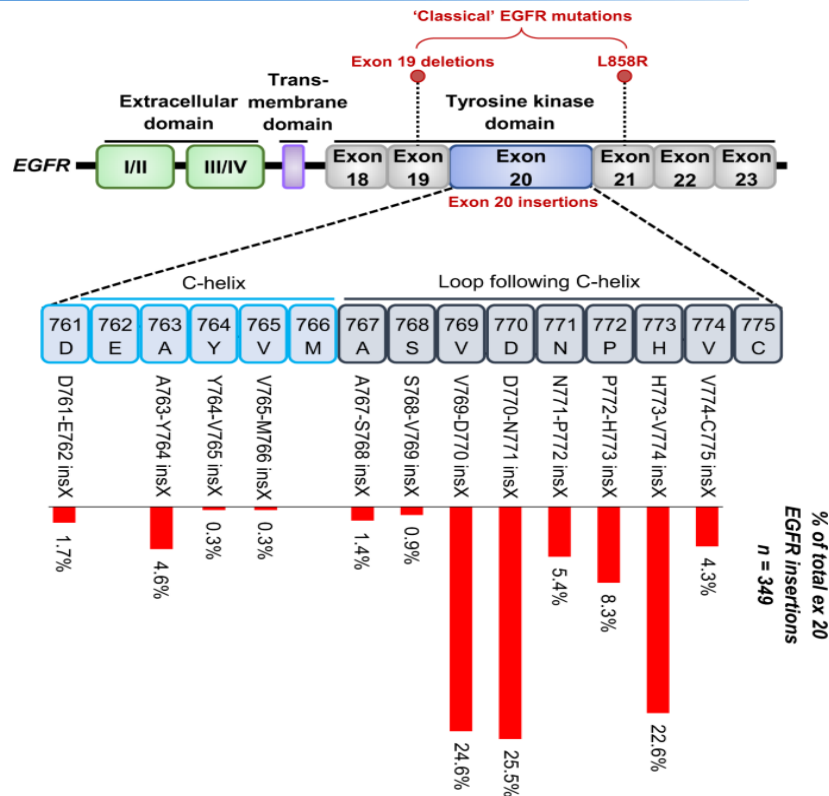 ‘Classical’ EGFR mutations
Exon 19 deletions
L858R
Extracellular
domain
Trans-
membrane
domain
Tyrosine kinase
domain
EGFR
I/II
III/IV
Exon
18
Exon
19
Exon
20
Exon
21
Exon
22
Exon
23
Exon 20 insertions
C-helix
Loop following C-helix
761
D
762
E
763
A
764
Y
765
V
766
M
767
A
768
S
769
V
770
D
771
N
772
P
773
H
774
V
775
C
D761-E762 insX
A763-Y764 insX
Y764-V765 insX
V765-M766 insX
A767-S768 insX
S768-V769 insX
V769-D770 insX
D770-N771 insX
N771-P772 insX
P772-H773 insX
H773-V774 insX
V774-C775 insX
1.7%
4.6%
0.3%
0.3%
1.4%
0.9%
24.6%
25.5%
5.4%
8.3%
22.6%
4.3%
% of total ex 20
EGFR insertions
n = 349